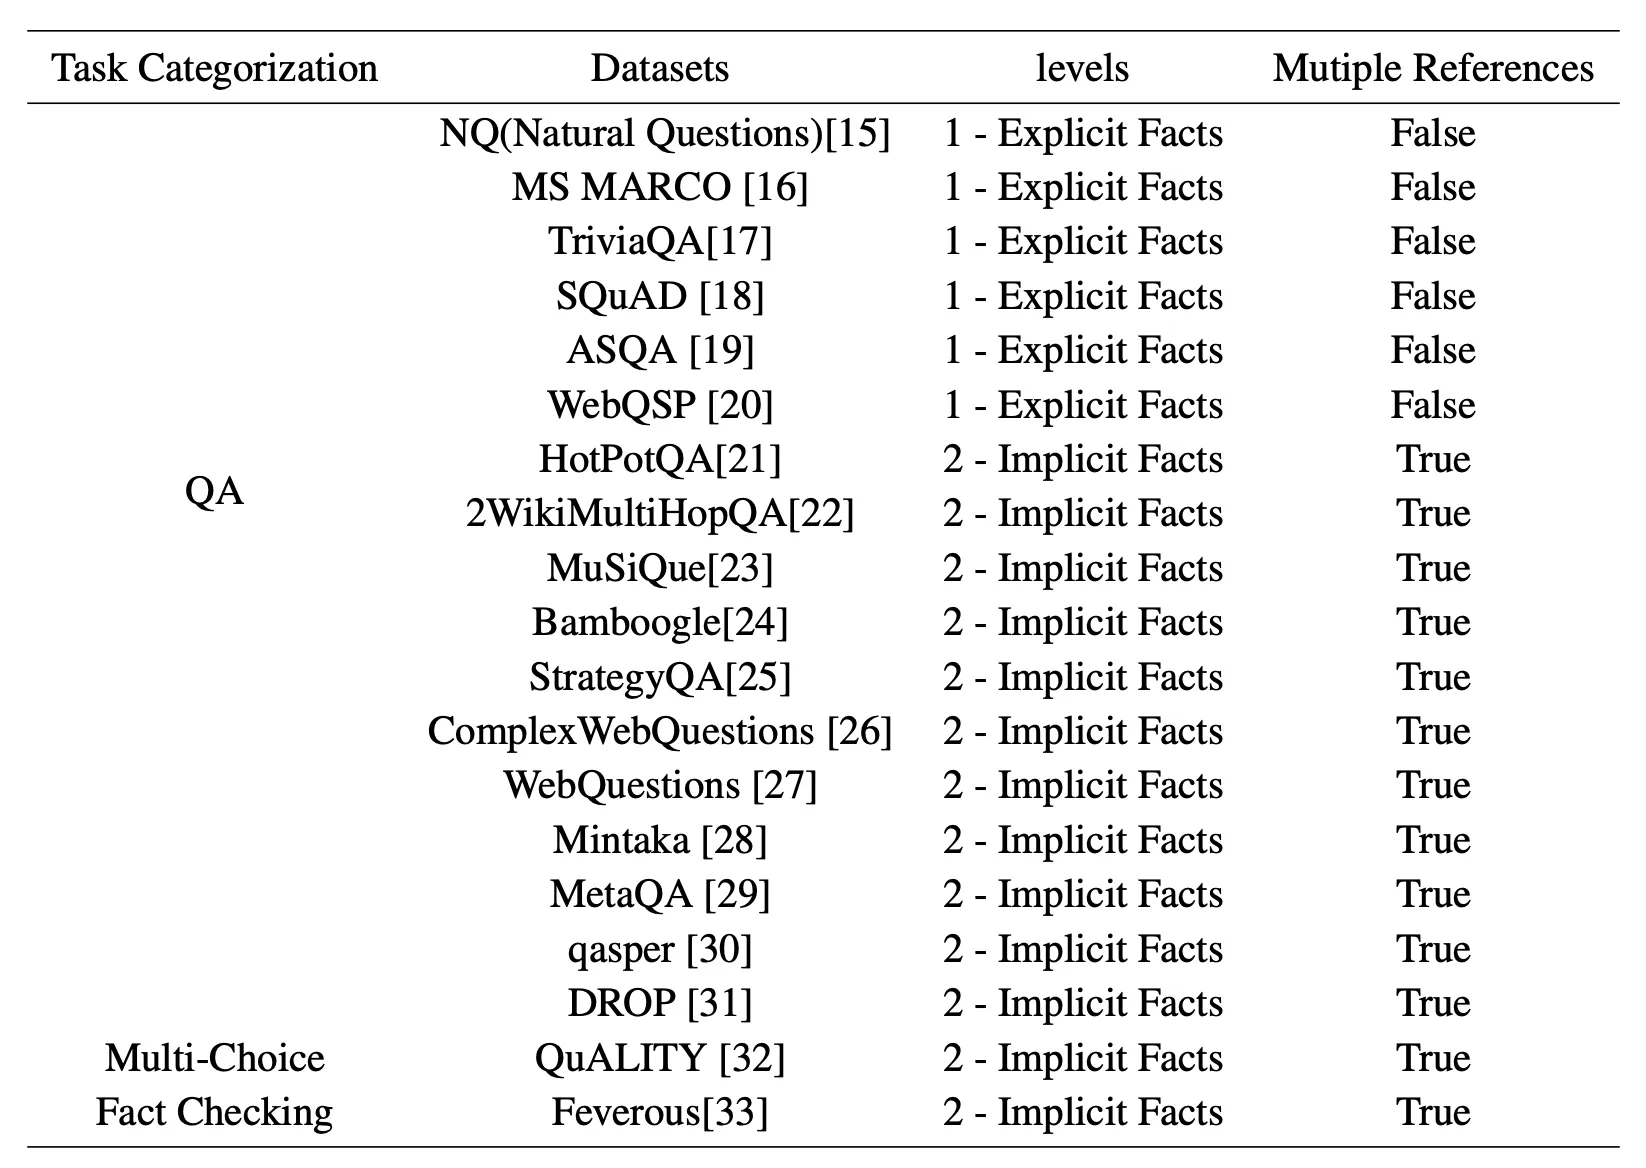 Task Categorization Datasets levels Mutiple References
NQ(Natural Questions)[15] 1 - Explicit Facts False
MS MARCO [16] 1 - Explicit Facts False
TriviaQA[17] 1 - Explicit Facts False
SQuAD [18] 1 - Explicit Facts False
ASQA [19] 1 - Explicit Facts False
WebQSP [20] 1 - Explicit Facts False
HotPotQA[21] 2 - Implicit Facts True
QA
2WikiMultiHopQA[22] 2 - Implicit Facts True
MuSiQue[23] 2 - Implicit Facts True
Bamboogle[24] 2 - Implicit Facts True
StrategyQA[25] 2 - Implicit Facts True
ComplexWebQuestions [26] 2 - Implicit Facts True
WebQuestions [27] 2 - Implicit Facts True
Mintaka [28] 2 - Implicit Facts True
MetaQA [29] 2 - Implicit Facts True
qasper [30] 2 - Implicit Facts True
DROP [31] 2 - Implicit Facts True
Multi-Choice QuALITY [32] 2 - Implicit Facts True
Fact Checking Feverous[33] 2 - Implicit Facts True